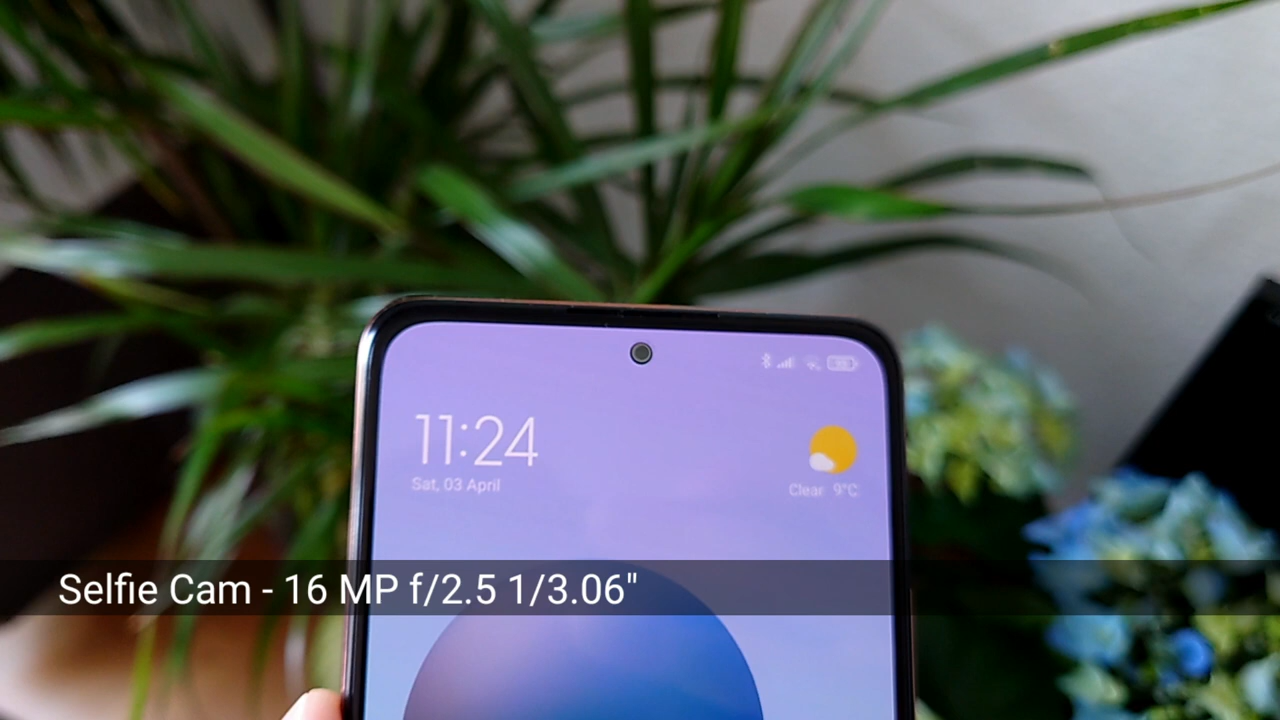 11:24
Sat, 03 April
Clear 9°C
Selfie Cam - 16 MP f/2.5 1/3.06"